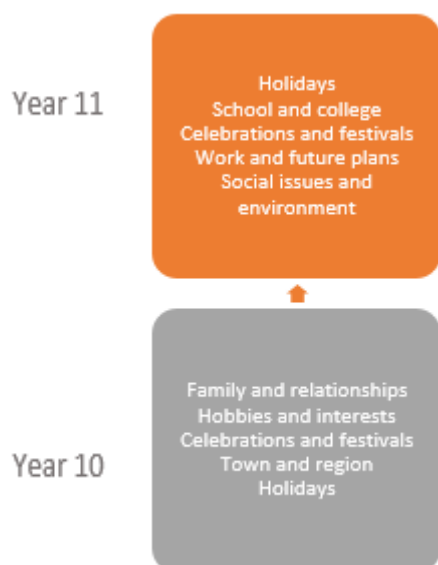 Year 11
Holidays
School and college
Celebrations and festivals
Work and future plans
Social issues and
environment
Year 10
Family and relationships
Hobbies and interests
Celebrations and festivals
Town and region
Holidays